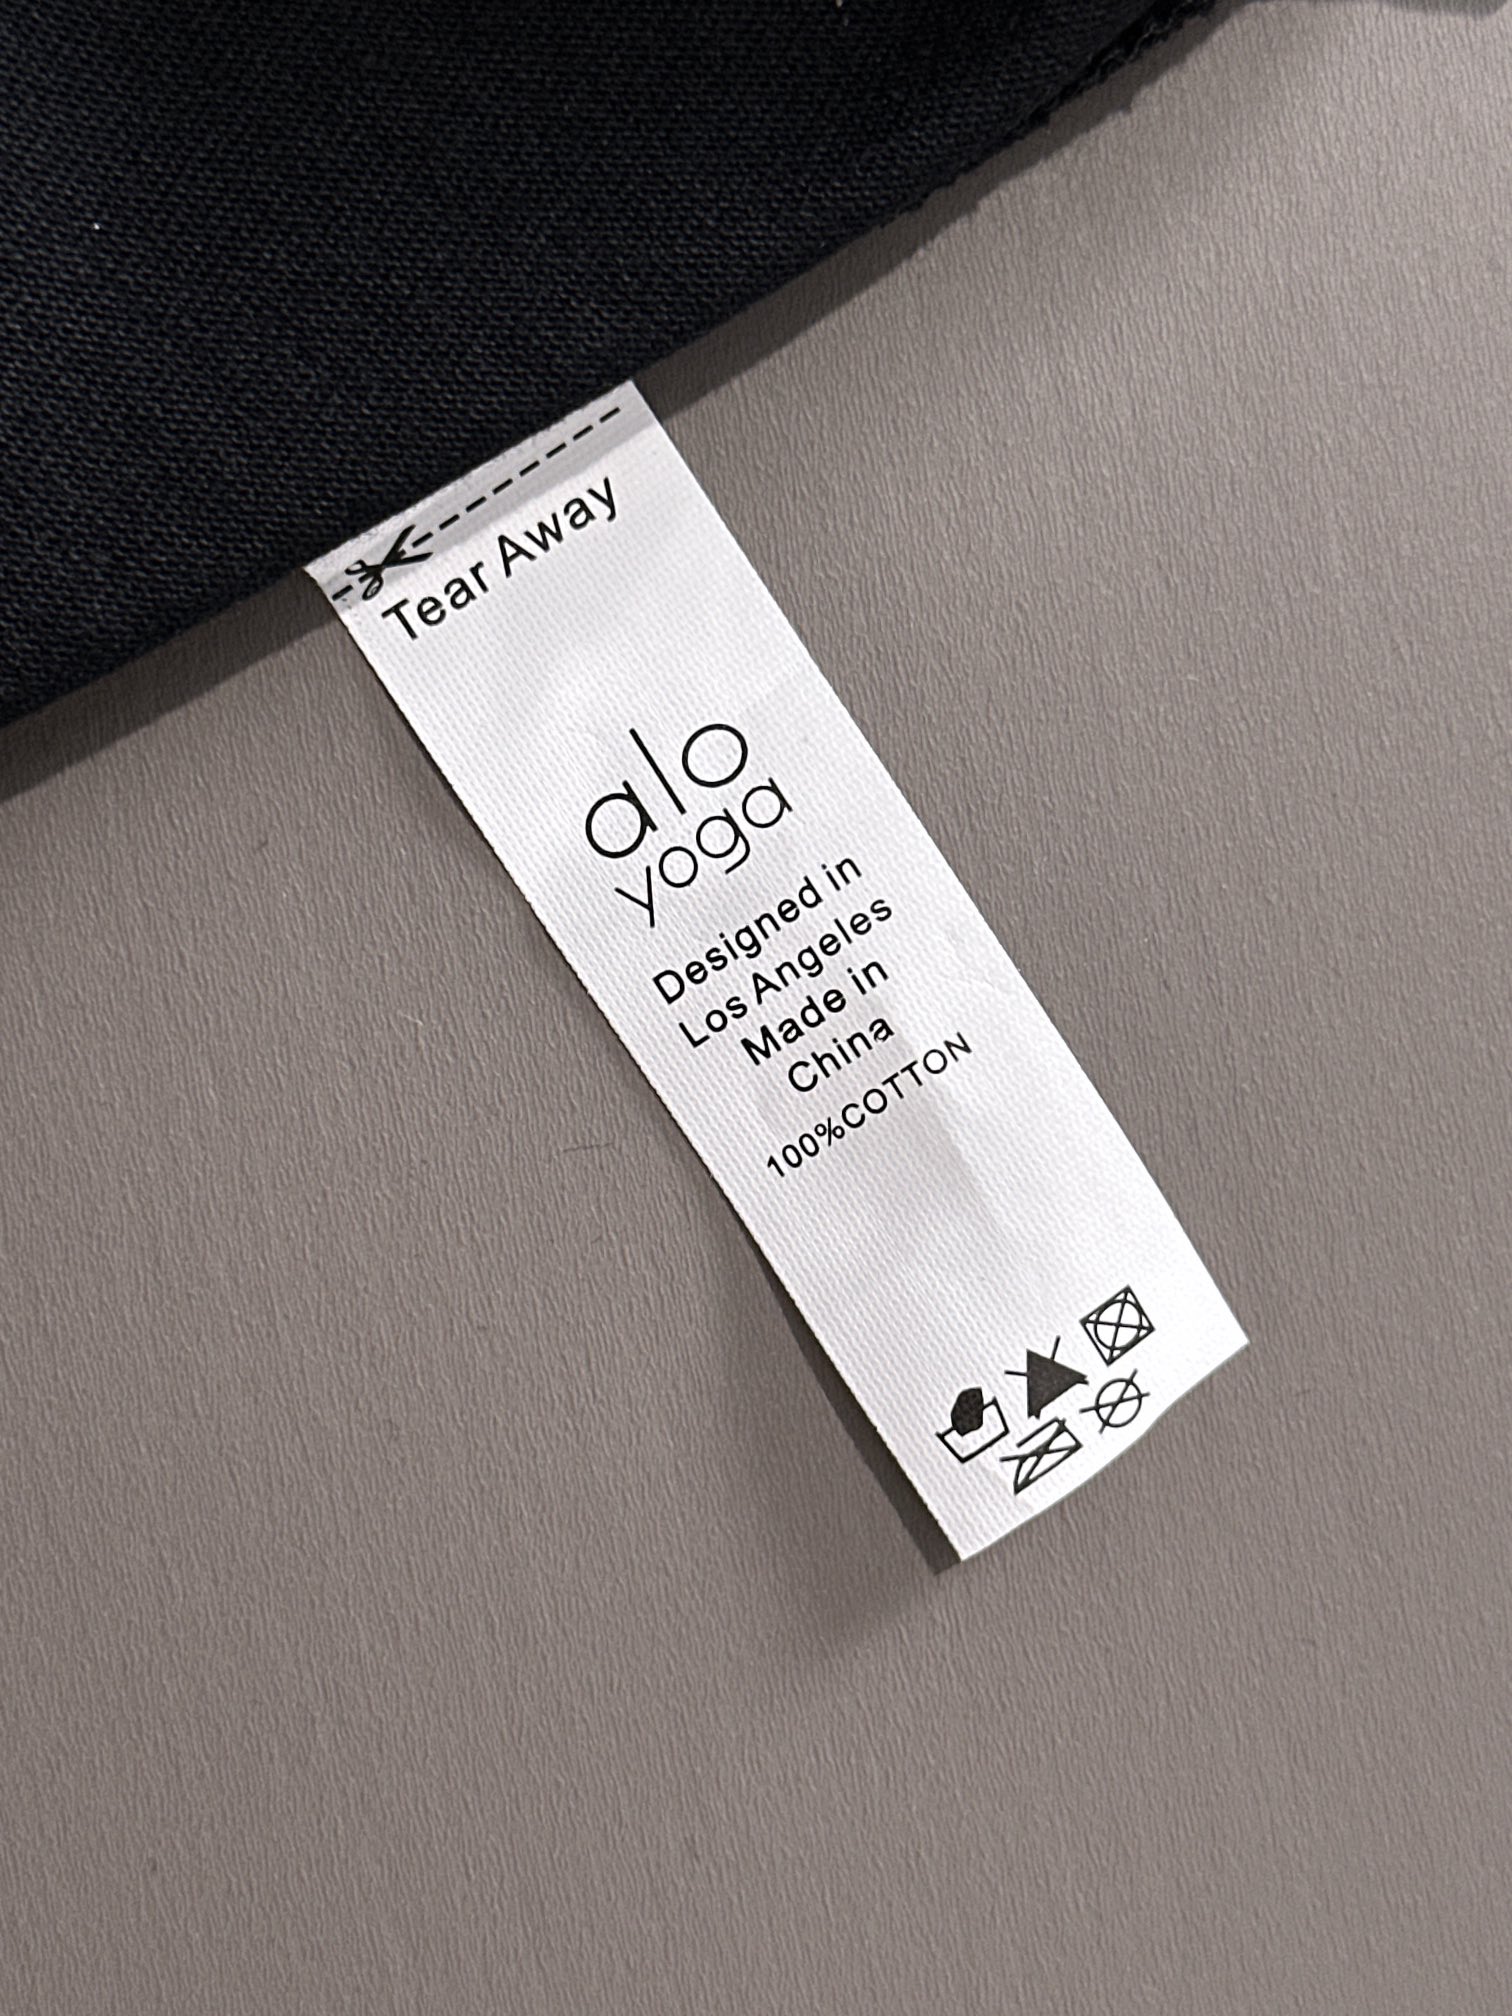 Tear Away
alo
yoga
Designed in
Los Angeles
Made in
China
100%COTTON